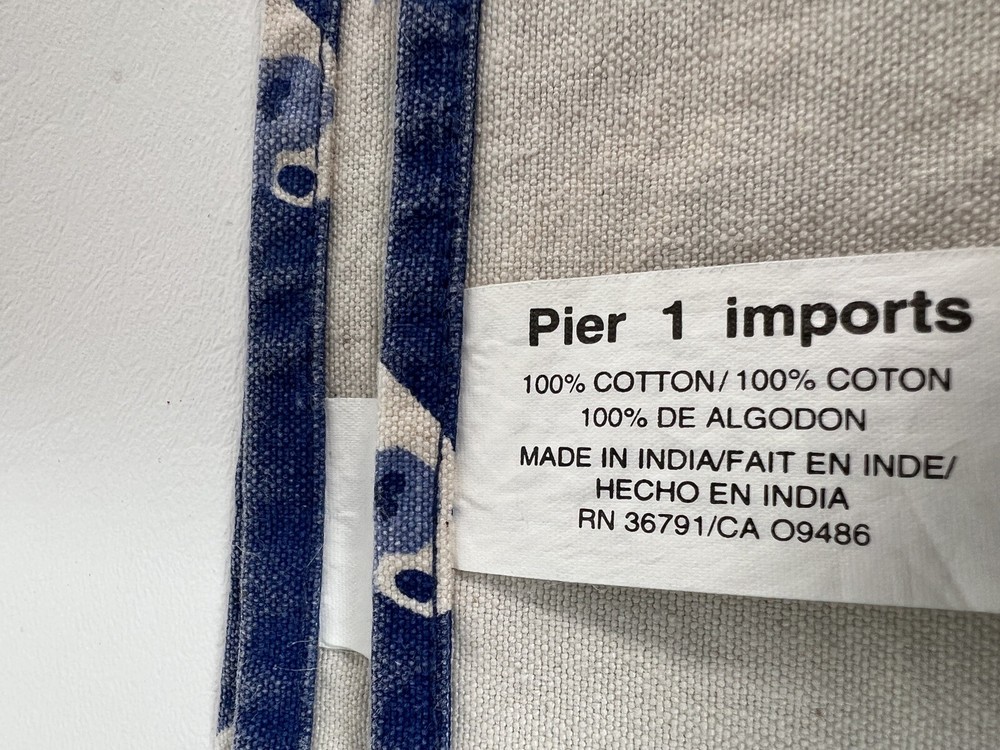 Pier 1 imports
100% COTTON/100% COTON
100% DE ALGODON
MADE IN INDIA/FAIT EN INDE/
HECHO EN INDIA
RN 36791/CA O9486